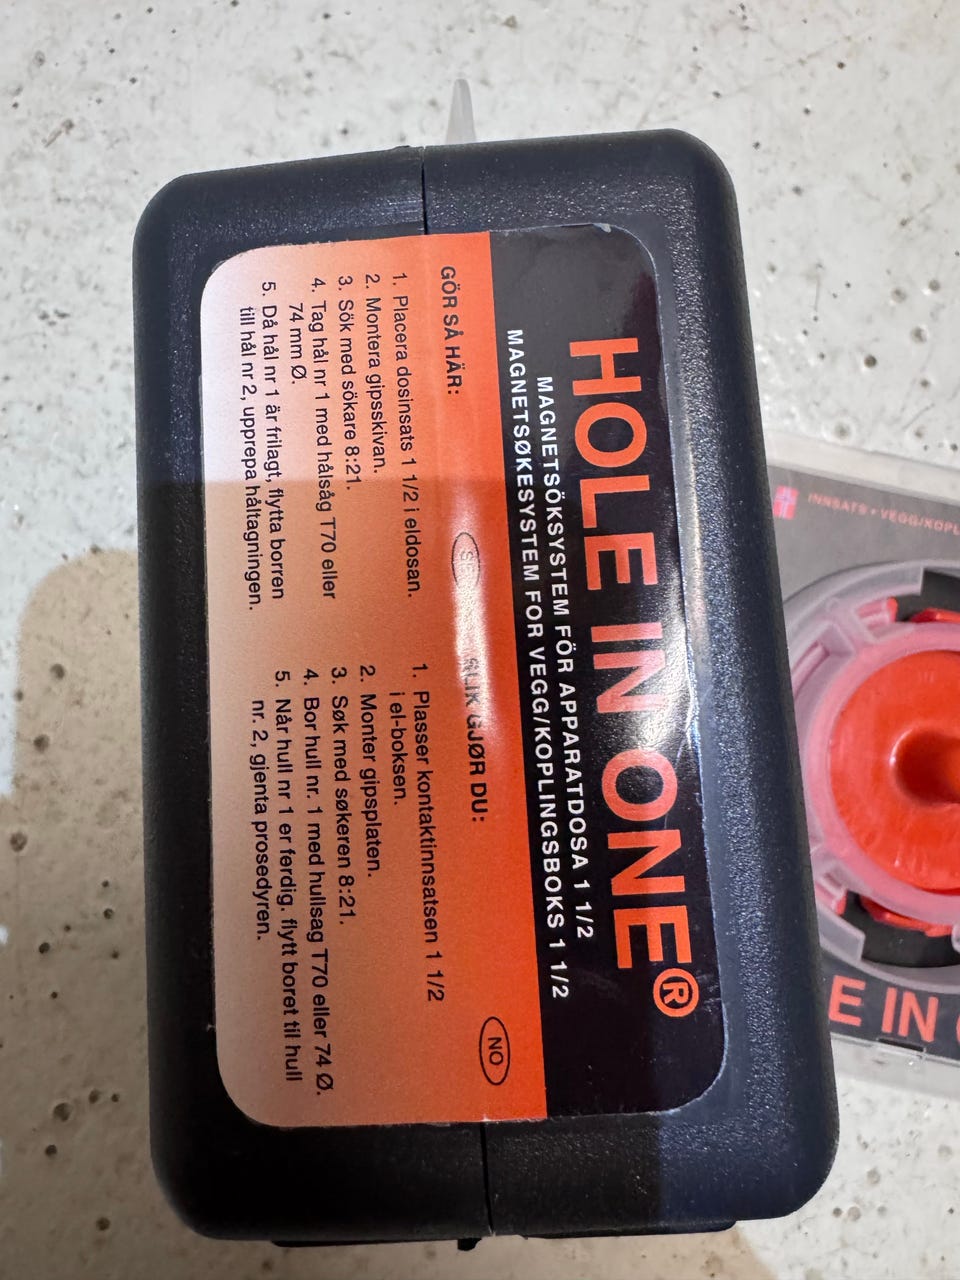 HOLE IN ONE®
MAGNETSÖKSYSTEM FÖR APPARATDOSA 1 1/2
MAGNETSØKESYSTEM FOR VEGG/KOPLINGSBOKS 1 1/2
GÖR SÅ HÄR:
SE
1. Placera dosinsats 1 1/2 i eldosan.
2. Montera gipsskivan.
3. Sök med sökare 8:21.
4. Tag hål nr 1 med hålsåg T70 eller
74 mm Ø.
5. Då hål nr 1 är frilagt, flytta borren
till hål nr 2, upprepa håltagningen.
SLIK GJØR DU:
NO
1. Plasser kontaktinnsatsen 1 1/2
i el-boksen.
2. Monter gipsplaten.
3. Søk med søkeren 8:21.
4. Bor hull nr. 1 med hullsag T70 eller 74 Ø.
5. Når hull nr 1 er ferdig. flytt boret til hull
nr. 2, gjenta prosedyren.
INNSATS • VEGG/KOPL
E IN